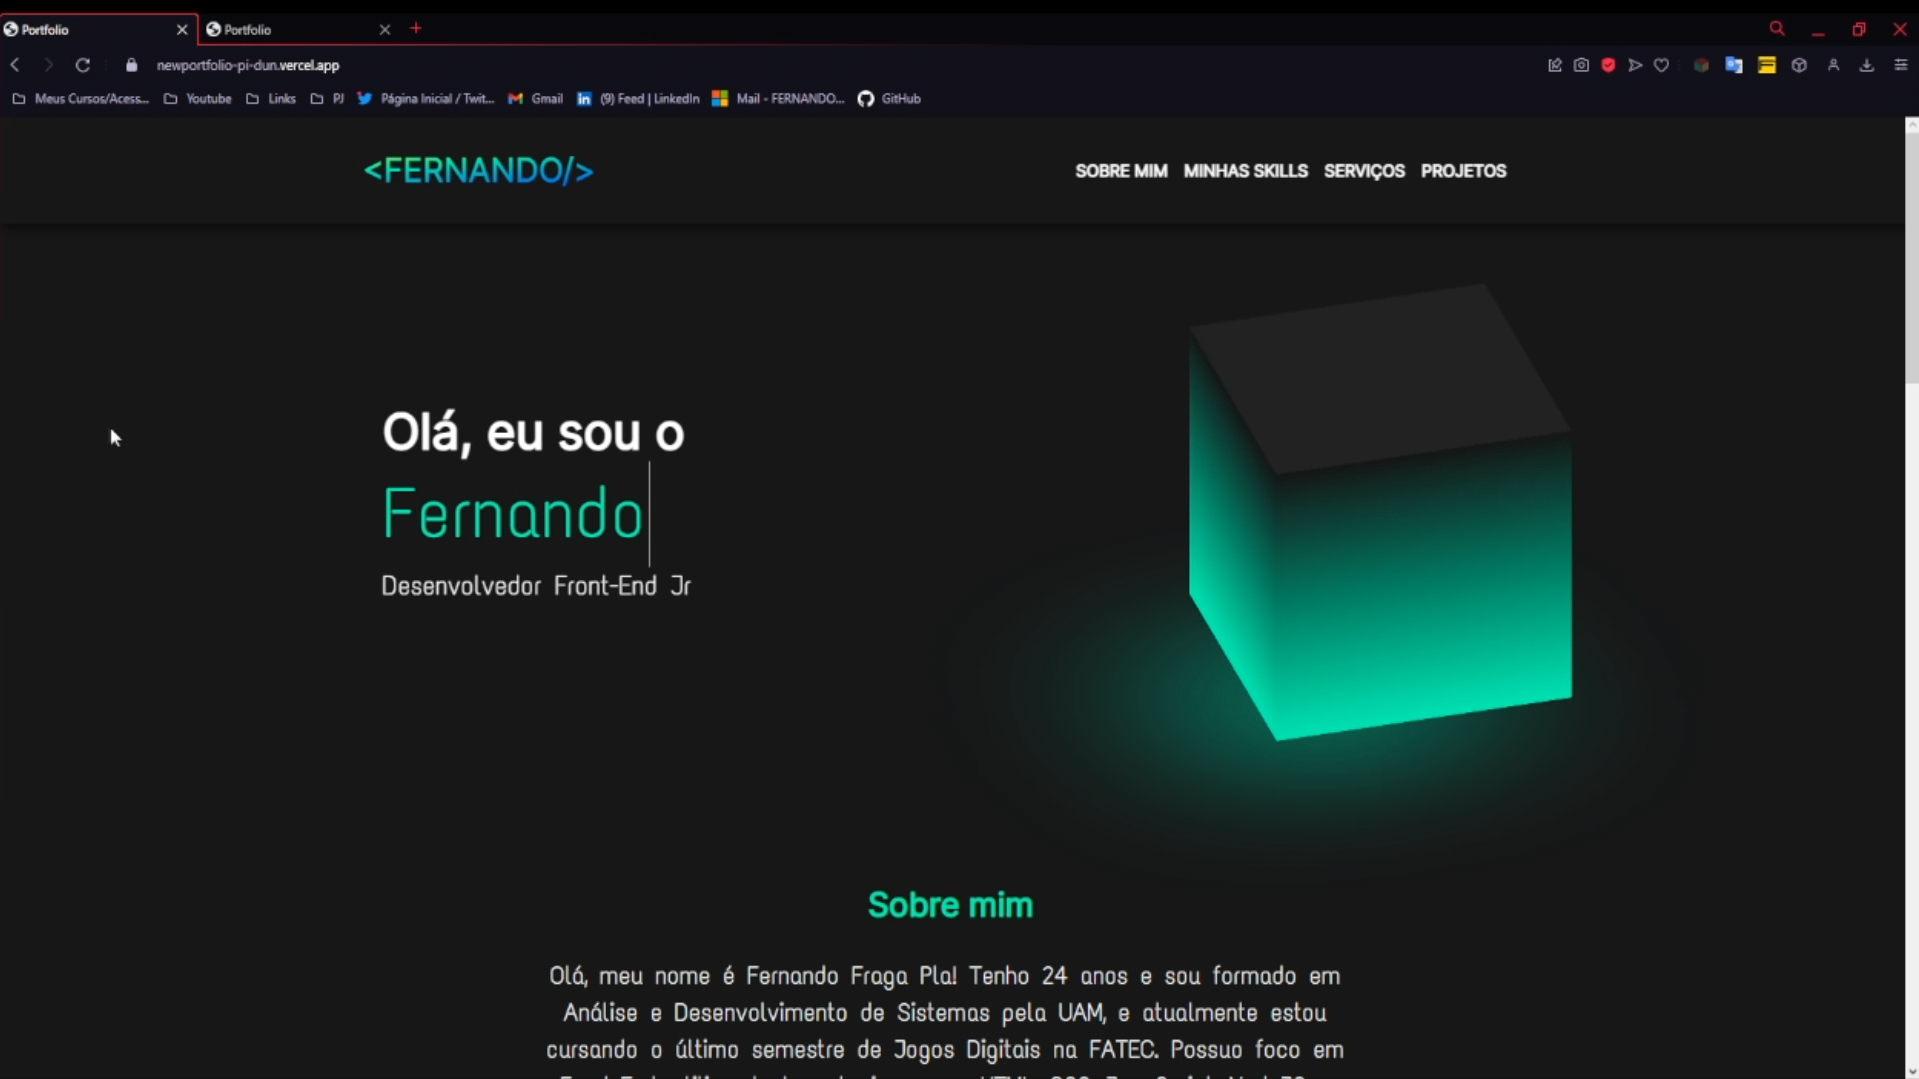 Portfolio
Portfolio
newportfolio-pi-dun.vercel.app
Meus Cursos/Acess...
Youtube
Links
PJ
Página Inicial / Twit...
Gmail
(9) Feed | LinkedIn
Mail - FERNANDO...
GitHub
<FERNANDO/>
SOBRE MIM MINHAS SKILLS SERVIÇOS PROJETOS
Olá, eu sou o
Fernando
Desenvolvedor Front-End Jr
Sobre mim
Olá, meu nome é Fernando Fraga Pla! Tenho 24 anos e sou formado em
Análise e Desenvolvimento de Sistemas pela UAM, e atualmente estou
cursando o último semestre de Jogos Digitais na FATEC. Possuo foco em